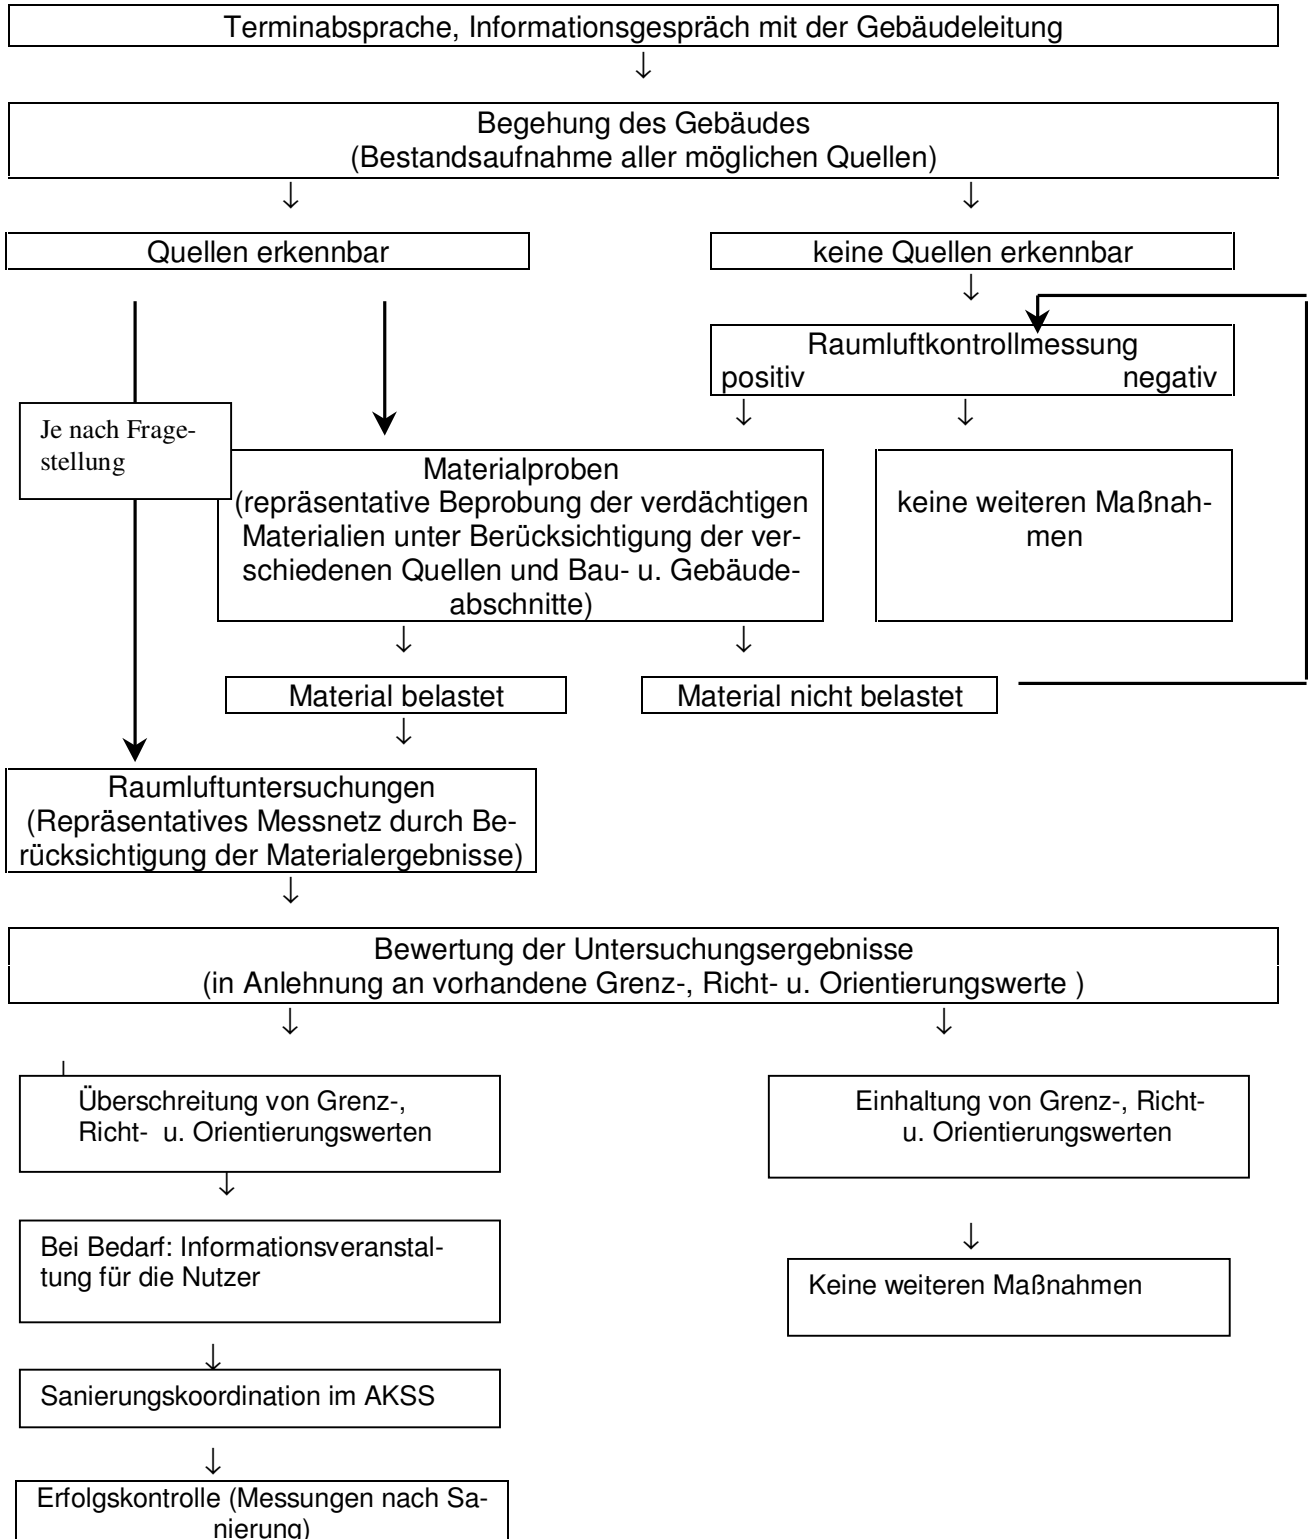 Terminabsprache, Informationsgespräch mit der Gebäudeleitung
↓
Begehung des Gebäudes
(Bestandsaufnahme aller möglichen Quellen)
↓ ↓
Quellen erkennbar
keine Quellen erkennbar
↓
Raumluftkontrollmessung
positiv negativ
↓ ↓
Je nach Frage-
stellung
Materialproben
(repräsentative Beprobung der verdächtigen
Materialien unter Berücksichtigung der ver-
schiedenen Quellen und Bau- u. Gebäude-
abschnitte)
keine weiteren Maßnah-
men
↓ ↓
Material belastet
Material nicht belastet
↓
Raumluftuntersuchungen
(Repräsentatives Messnetz durch Be-
rücksichtigung der Materialergebnisse)
↓
Bewertung der Untersuchungsergebnisse
(in Anlehnung an vorhandene Grenz-, Richt- u. Orientierungswerte )
↓ ↓
Überschreitung von Grenz-,
Richt- u. Orientierungswerten
Einhaltung von Grenz-, Richt-
u. Orientierungswerten
↓
Bei Bedarf: Informationsveranstal-
tung für die Nutzer
↓
Keine weiteren Maßnahmen
↓
Sanierungskoordination im AKSS
↓
Erfolgskontrolle (Messungen nach Sa-
nierung)